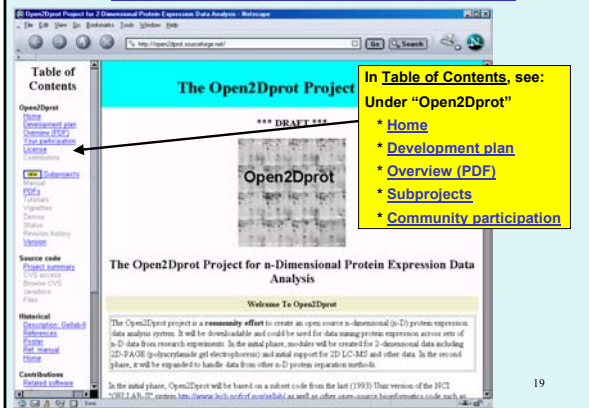 Open2Dprot Project for 2-Dimensional Protein Expression Data Analysis - Netscape
File Edit View Go Bookmarks Tools Window Help
http://open2dprot.sourceforge.net/
Go
Search
Table of
Contents
Open2Dprot
Home
Development plan
Overview (PDF)
Your participation
License
Contributors
Subprojects
Manual
PDFs
Tutorials
Vignettes
Demos
Status
Revision history
Version
Source code
Project summary
CVS access
Browse CVS
Javadocs
Files
Historical
Description: Gellab-II
References
Poster
Ref. manual
Home
Contributions
Related software
The Open2Dprot Project
*** DRAFT ***
Open2Dprot
The Open2Dprot Project for n-Dimensional Protein Expression Data
Analysis
Welcome To Open2Dprot
The Open2Dprot project is a community effort to create an open source n-dimensional (n-D) protein expression
data analysis system. It will be downloadable and could be used for data mining protein expression across sets of
n-D data from research experiments. In the initial phase, modules will be created for 2-dimensional data including
2D-PAGE (polyacrylamide gel electrophoresis) and initial support for 2D LC-MS and other data. In the second
phase, it will be expanded to handle data from other n-D protein separation methods.
In the initial phase, Open2Dprot will be based on a subset code from the last (1993) Unix version of the NCI
In Table of Contents, see:
Under “Open2Dprot”
* Home
* Development plan
* Overview (PDF)
* Subprojects
* Community participation
19